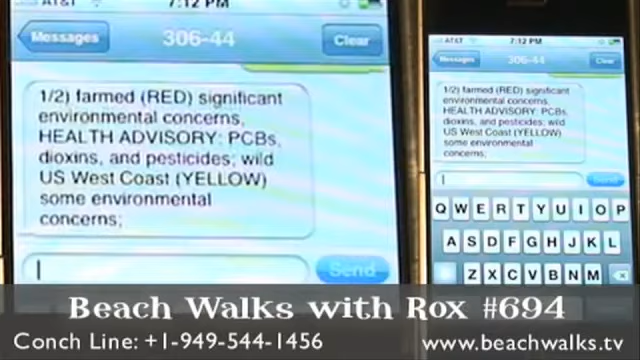 AT&T 7:12 PM
Messages 306-44 Clear
1/2) farmed (RED) significant
environmental concerns,
HEALTH ADVISORY: PCBs,
dioxins, and pesticides; wild
US West Coast (YELLOW)
some environmental
concerns;
Send
AT&T 7:12 PM
Messages 306-44 Clear
1/2) farmed (RED) significant
environmental concerns,
HEALTH ADVISORY: PCBs,
dioxins, and pesticides; wild
US West Coast (YELLOW)
some environmental
concerns;
Send
Q W E R T Y U I O P
A S D F G H J K L
Z X C V B N M
Beach Walks with Rox #694
Conch Line: +1-949-544-1456 www.beachwalks.tv